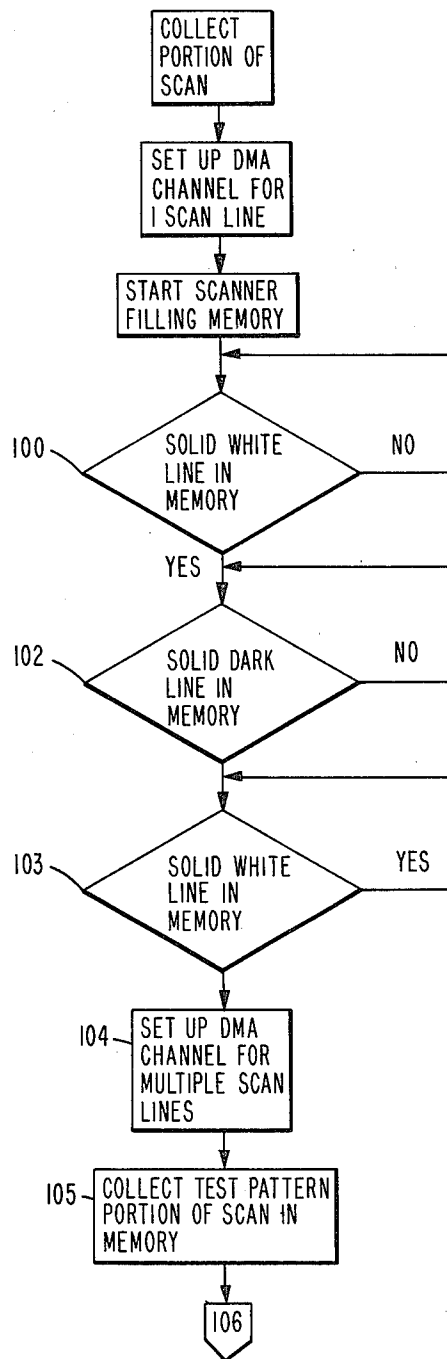 COLLECT
PORTION OF
SCAN
SET UP DMA
CHANNEL FOR
1 SCAN LINE
START SCANNER
FILLING MEMORY
100
SOLID WHITE
LINE IN
MEMORY
NO
YES
102
SOLID DARK
LINE IN
MEMORY
NO
103
SOLID WHITE
LINE IN
MEMORY
YES
104
SET UP DMA
CHANNEL FOR
MULTIPLE SCAN
LINES
105
COLLECT TEST PATTERN
PORTION OF SCAN IN
MEMORY
106